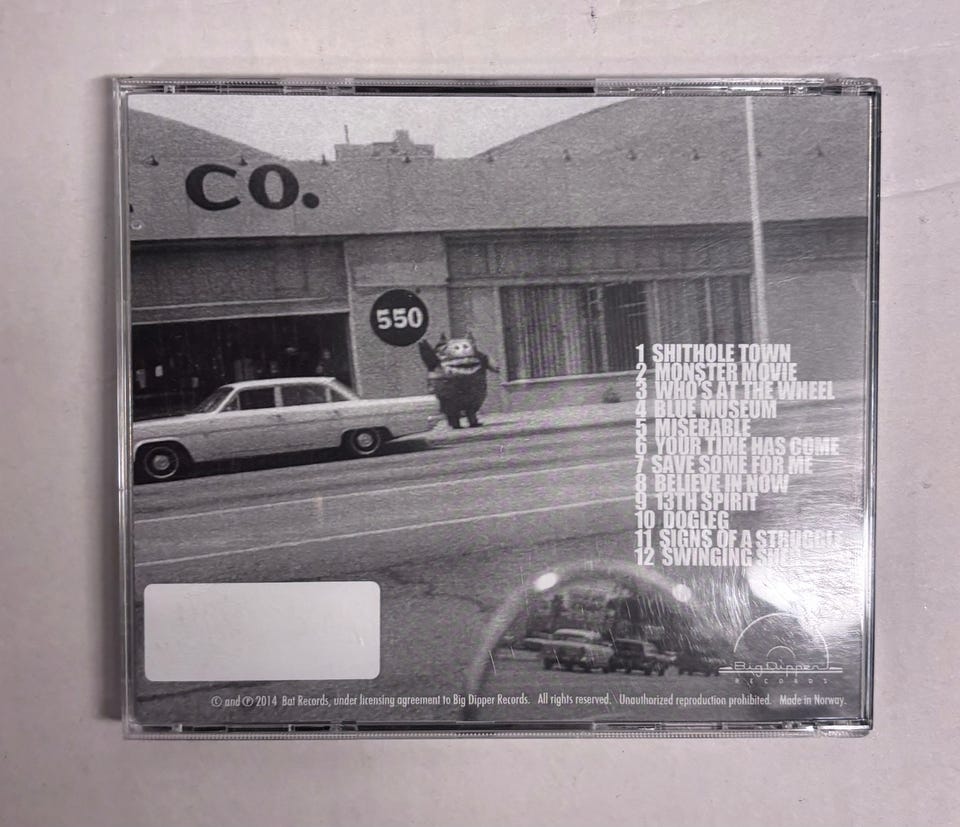 CO.
550
1 SHITHOLE TOWN
2 MONSTER MOVIE
3 WHO'S AT THE WHEEL
4 BLUE MUSEUM
5 MISERABLE
6 YOUR TIME HAS COME
7 SAVE SOME FOR ME
8 BELIEVE IN NOW
9 13TH SPIRIT
10 DOGLEG
11 SIGNS OF A STRUGGLE
12 SWINGING
Big Dipper
RECORDS
© and ℗ 2014 Bat Records, under licensing agreement to Big Dipper Records. All rights reserved. Unauthorized reproduction prohibited. Made in Norway.